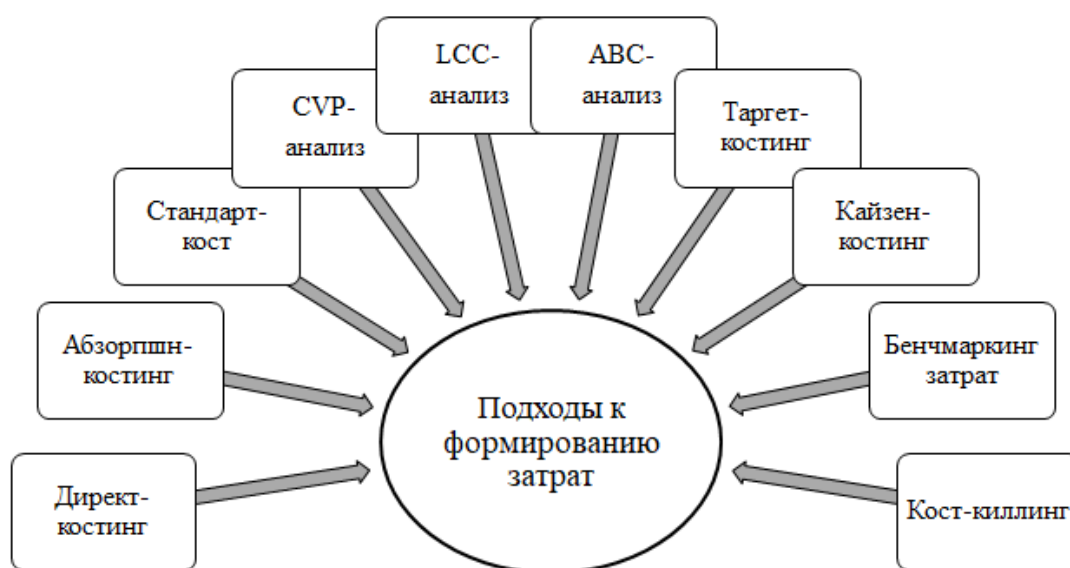 LCC-
анализ
ABC-
анализ
CVP-
анализ
Таргет-
костинг
Стандарт-
кост
Кайзен-
костинг
Абзорпшн-
костинг
Бенчмаркинг
затрат
Подходы к
формированию
затрат
Директ-
костинг
Кост-киллинг